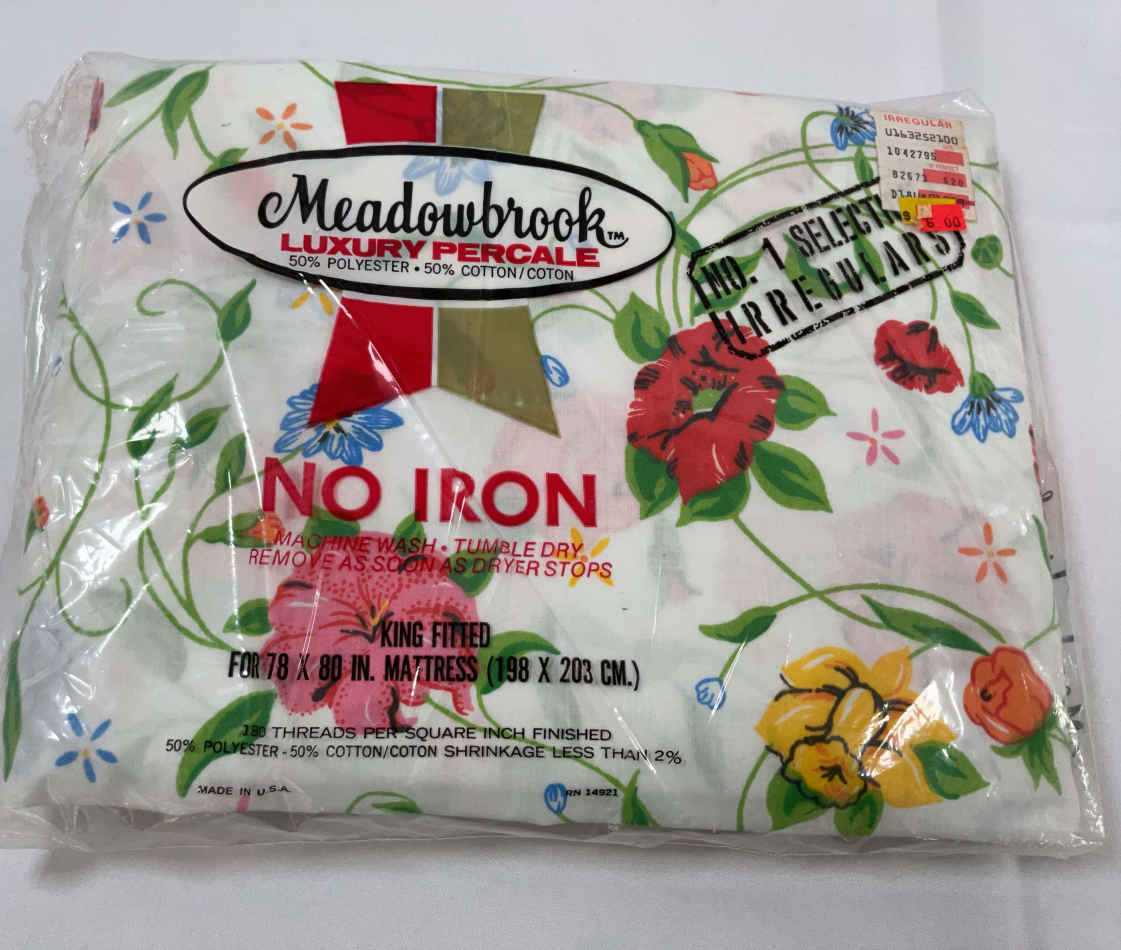 Meadowbrook™
LUXURY PERCALE
50% POLYESTER • 50% COTTON/COTON
IRREGULAR
U163252100
1042795
B2671
6.00
NO. 1 SELECT
IRREGULARS
NO IRON
MACHINE WASH • TUMBLE DRY
REMOVE AS SOON AS DRYER STOPS
KING FITTED
FOR 78 X 80 IN. MATTRESS (198 X 203 CM.)
180 THREADS PER SQUARE INCH FINISHED
50% POLYESTER - 50% COTTON/COTON SHRINKAGE LESS THAN 2%
MADE IN U.S.A.
RN 14921